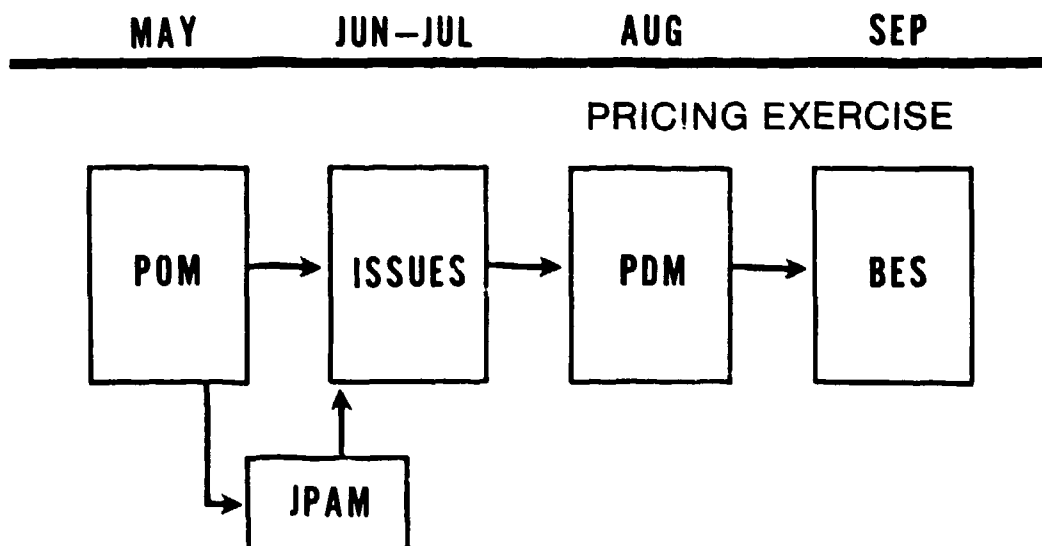 MAY JUN–JUL AUG SEP
PRICING EXERCISE
POM ISSUES PDM BES
JPAM